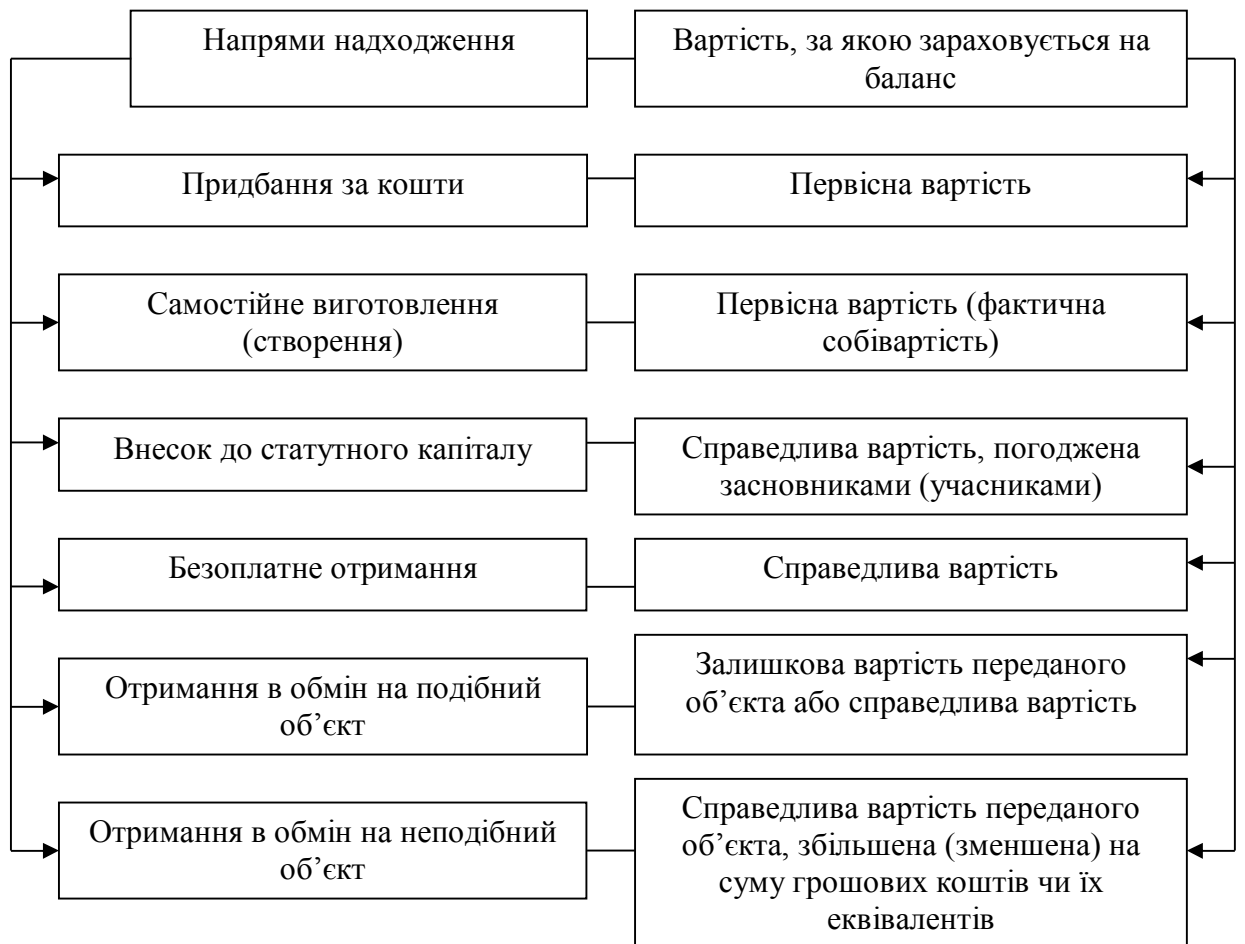 Напрями надходження
Вартість, за якою зараховується на
баланс
Придбання за кошти
Первісна вартість
Самостійне виготовлення
(створення)
Первісна вартість (фактична
собівартість)
Внесок до статутного капіталу
Справедлива вартість, погоджена
засновниками (учасниками)
Безоплатне отримання
Справедлива вартість
Отримання в обмін на подібний
об’єкт
Залишкова вартість переданого
об’єкта або справедлива вартість
Отримання в обмін на неподібний
об’єкт
Справедлива вартість переданого
об’єкта, збільшена (зменшена) на
суму грошових коштів чи їх
еквівалентів